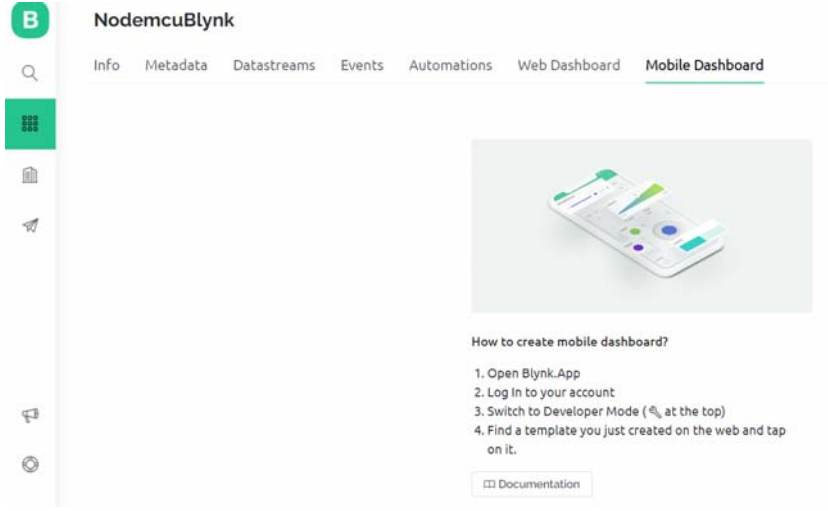 B
NodemcuBlynk
Info Metadata Datastreams Events Automations Web Dashboard Mobile Dashboard
How to create mobile dashboard?
1. Open Blynk.App
2. Log In to your account
3. Switch to Developer Mode ( at the top)
4. Find a template you just created on the web and tap
on it.
Documentation